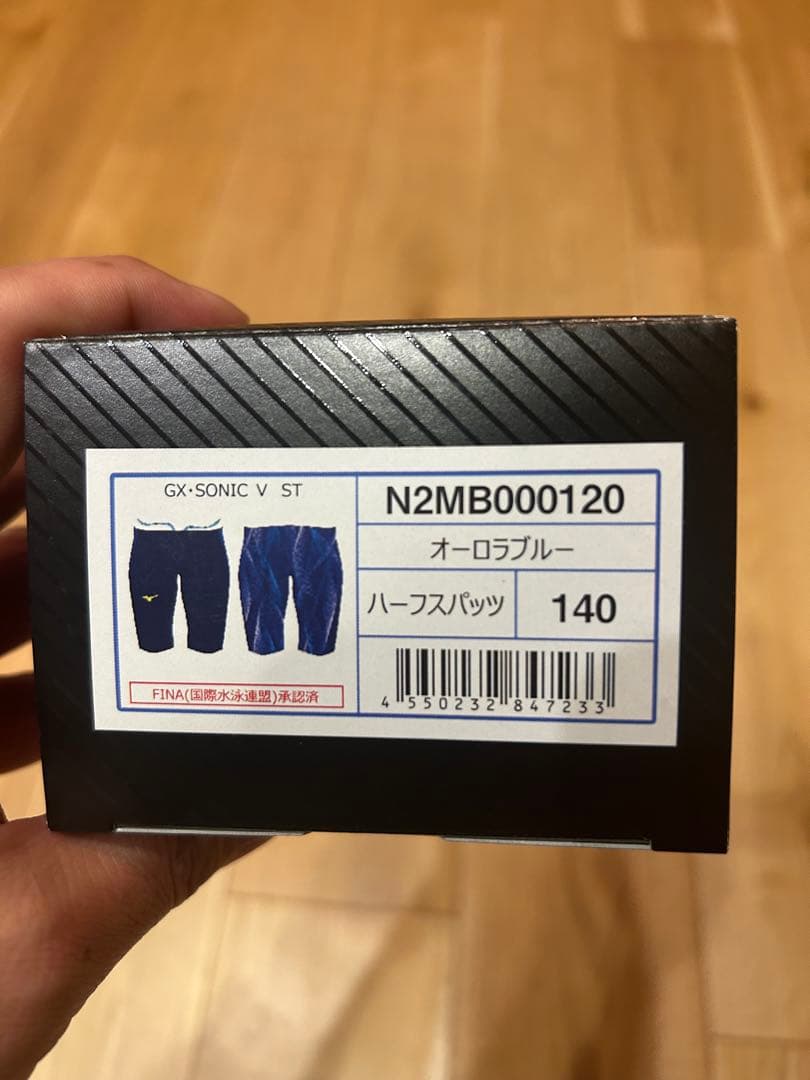 GX・SONIC V ST
FINA(国際水泳連盟)承認済
N2MB000120
オーロラブルー
ハーフスパッツ
140
4 550232 847233